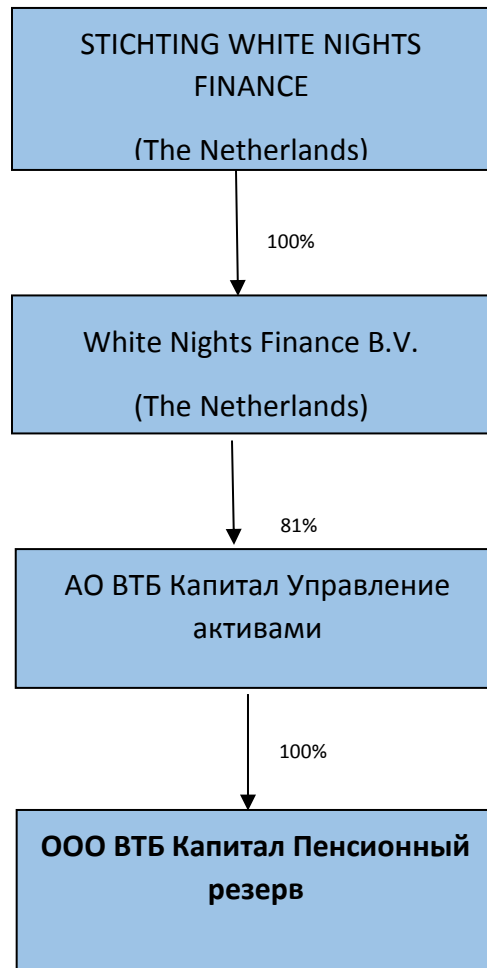 STICHTING WHITE NIGHTS
FINANCE
(The Netherlands)
100%
White Nights Finance B.V.
(The Netherlands)
81%
АО ВТБ Капитал Управление
активами
100%
ООО ВТБ Капитал Пенсионный
резерв